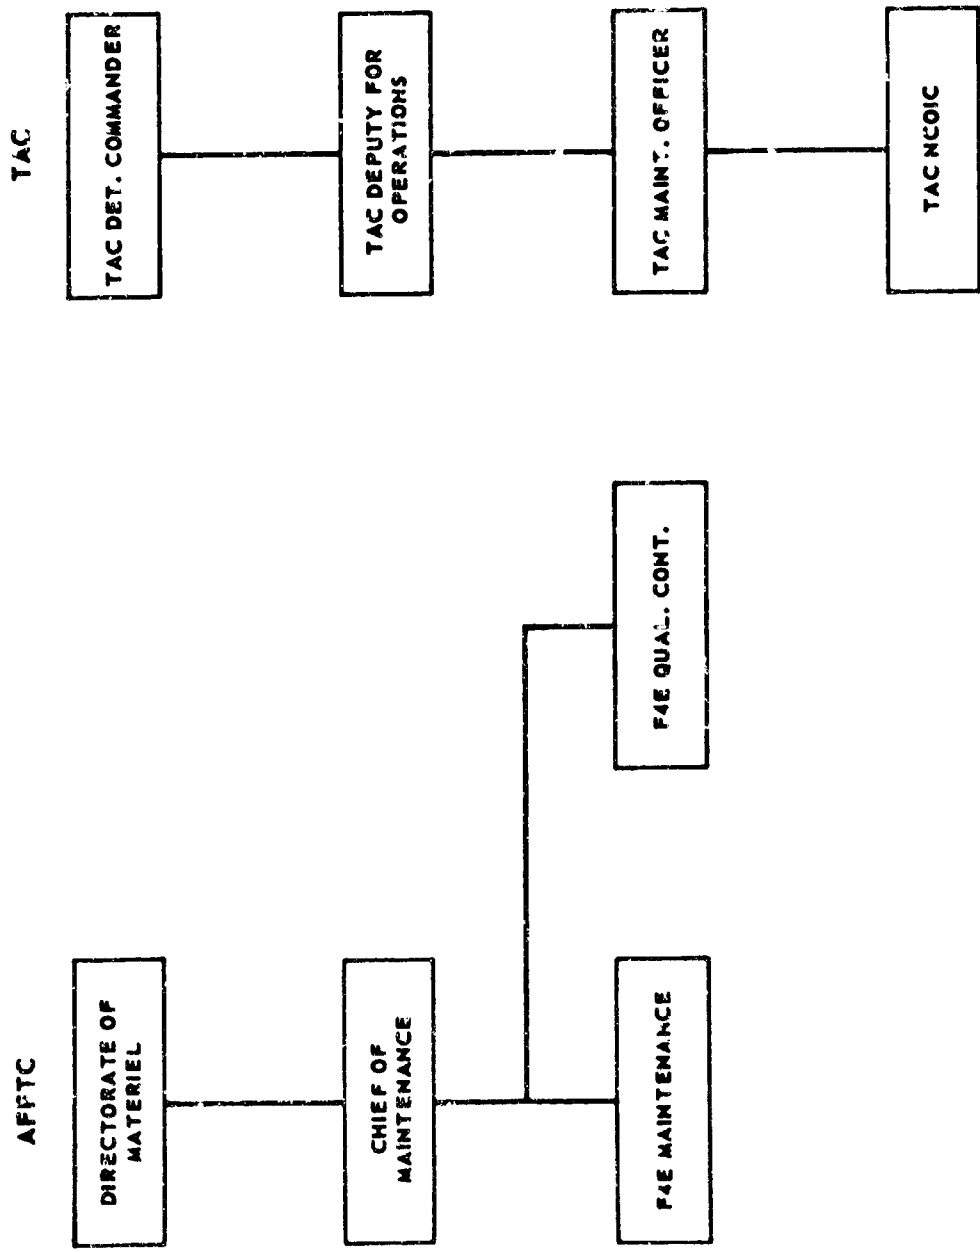 AFFTC
TAC
DIRECTORATE OF
MATERIEL
TAC DET. COMMANDER
CHIEF OF
MAINTENANCE
TAC DEPUTY FOR
OPERATIONS
F4E MAINTENANCE
F4E QUAL. CONT.
TAC MAINT. OFFICER
TAC NCOIC